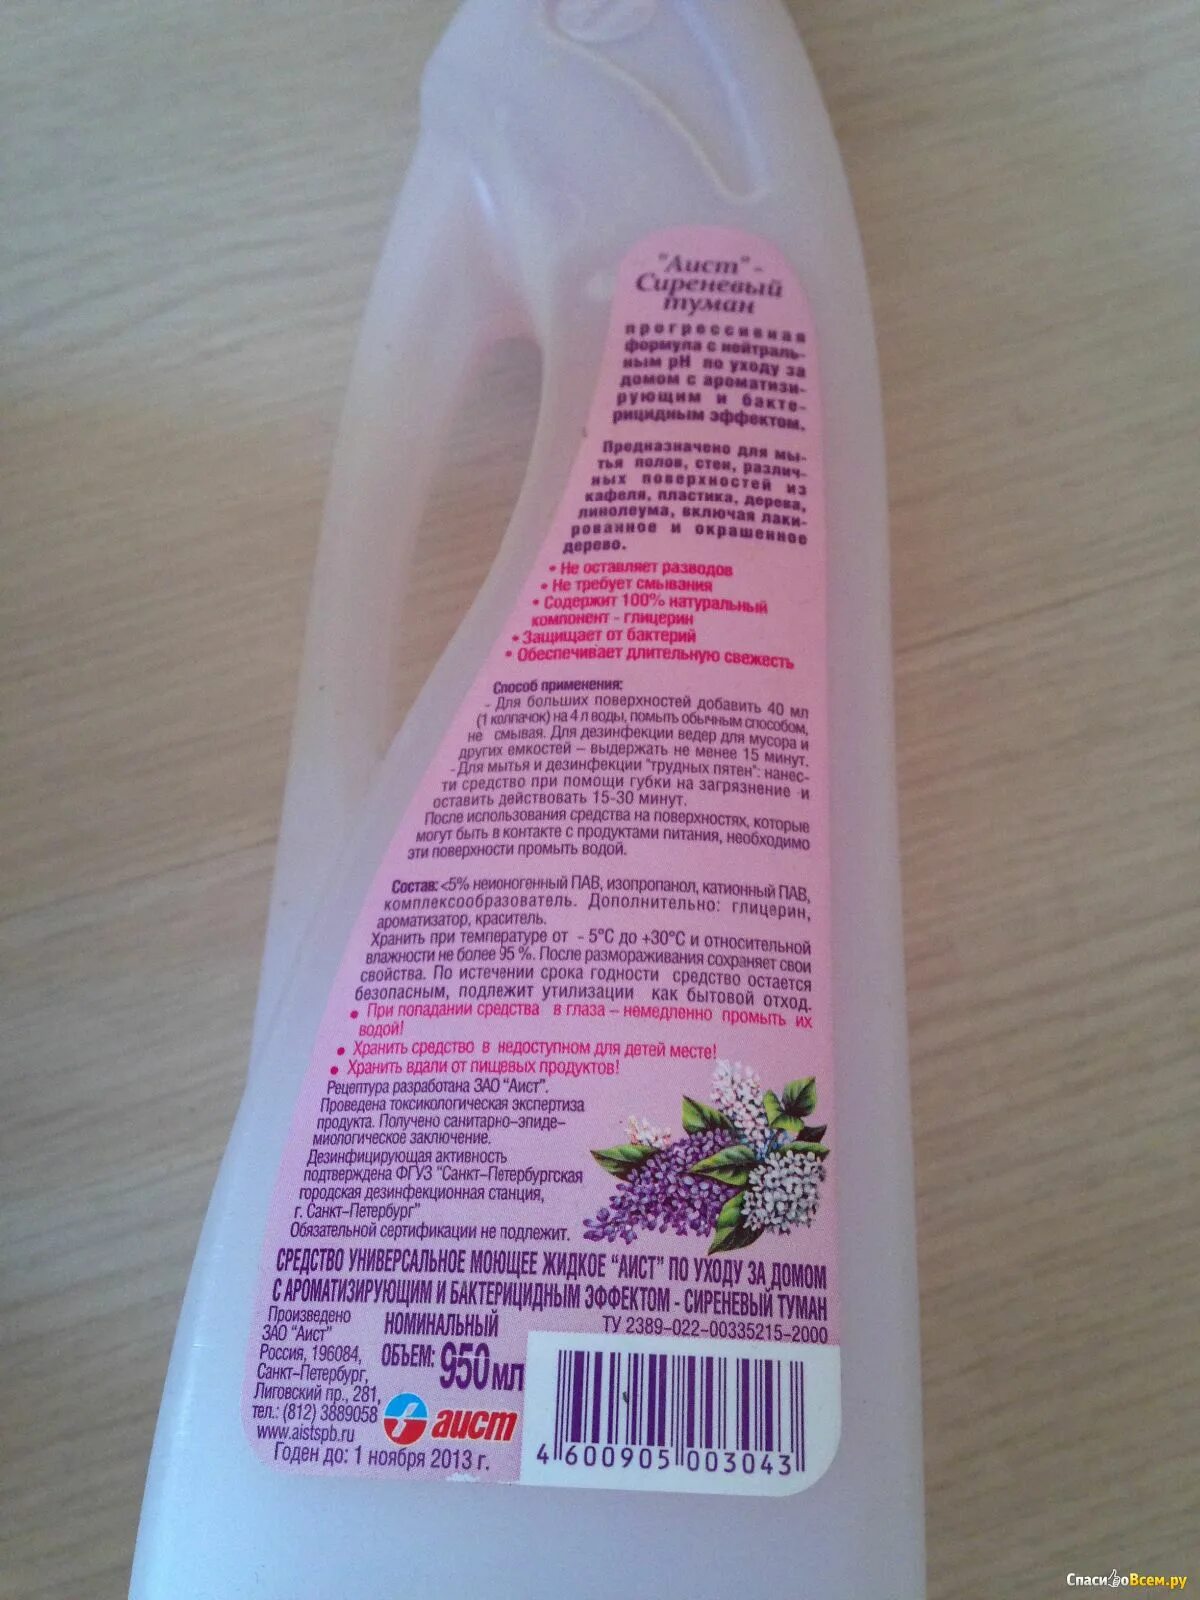 "Аист" -
Сиреневый
туман
прогрессивная
формула с нейтраль-
ным pH по уходу за
домом с ароматизи-
рующим и бакте-
рицидным эффектом.
Предназначено для мы-
тья полов, стен, различ-
ных поверхностей из
кафеля, пластика, дерева,
линолеума, включая лаки-
рованное и окрашенное
дерево.
• Не оставляет разводов
• Не требует смывания
• Содержит 100% натуральный
компонент - глицерин
• Защищает от бактерий
• Обеспечивает длительную свежесть
Способ применения:
- Для больших поверхностей добавить 40 мл
(1 колпачок) на 4 л воды, помыть обычным способом,
не смывая. Для дезинфекции ведер для мусора и
других емкостей – выдержать не менее 15 минут.
- Для мытья и дезинфекции "трудных пятен": нанес-
ти средство при помощи губки на загрязнение и
оставить действовать 15-30 минут.
После использования средства на поверхностях, которые
могут быть в контакте с продуктами питания, необходимо
эти поверхности промыть водой.
Состав: <5% неионогенный ПАВ, изопропанол, катионный ПАВ,
комплексообразователь. Дополнительно: глицерин,
ароматизатор, краситель.
Хранить при температуре от - 5°С до +30°С и относительной
влажности не более 95 %. После размораживания сохраняет свои
свойства. По истечении срока годности средство остается
безопасным, подлежит утилизации как бытовой отход.
• При попадании средства в глаза – немедленно промыть их
водой!
• Хранить средство в недоступном для детей месте!
• Хранить вдали от пищевых продуктов!
Рецептура разработана ЗАО "Аист".
Проведена токсикологическая экспертиза
продукта. Получено санитарно-эпиде-
миологическое заключение.
Дезинфицирующая активность
подтверждена ФГУЗ "Санкт-Петербургская
городская дезинфекционная станция,
г. Санкт-Петербург"
Обязательной сертификации не подлежит.
СРЕДСТВО УНИВЕРСАЛЬНОЕ МОЮЩЕЕ ЖИДКОЕ "АИСТ" ПО УХОДУ ЗА ДОМОМ
С АРОМАТИЗИРУЮЩИМ И БАКТЕРИЦИДНЫМ ЭФФЕКТОМ - СИРЕНЕВЫЙ ТУМАН
ТУ 2389-022-00335215-2000
Произведено
ЗАО "Аист"
Россия, 196084,
Санкт-Петербург,
Лиговский пр., 281,
тел.: (812) 3889058
www.aistspb.ru
Годен до: 1 ноября 2013 г.
НОМИНАЛЬНЫЙ
ОБЪЕМ: 950 мл
аист
4 600905 003043
СпасибоВсем.ру